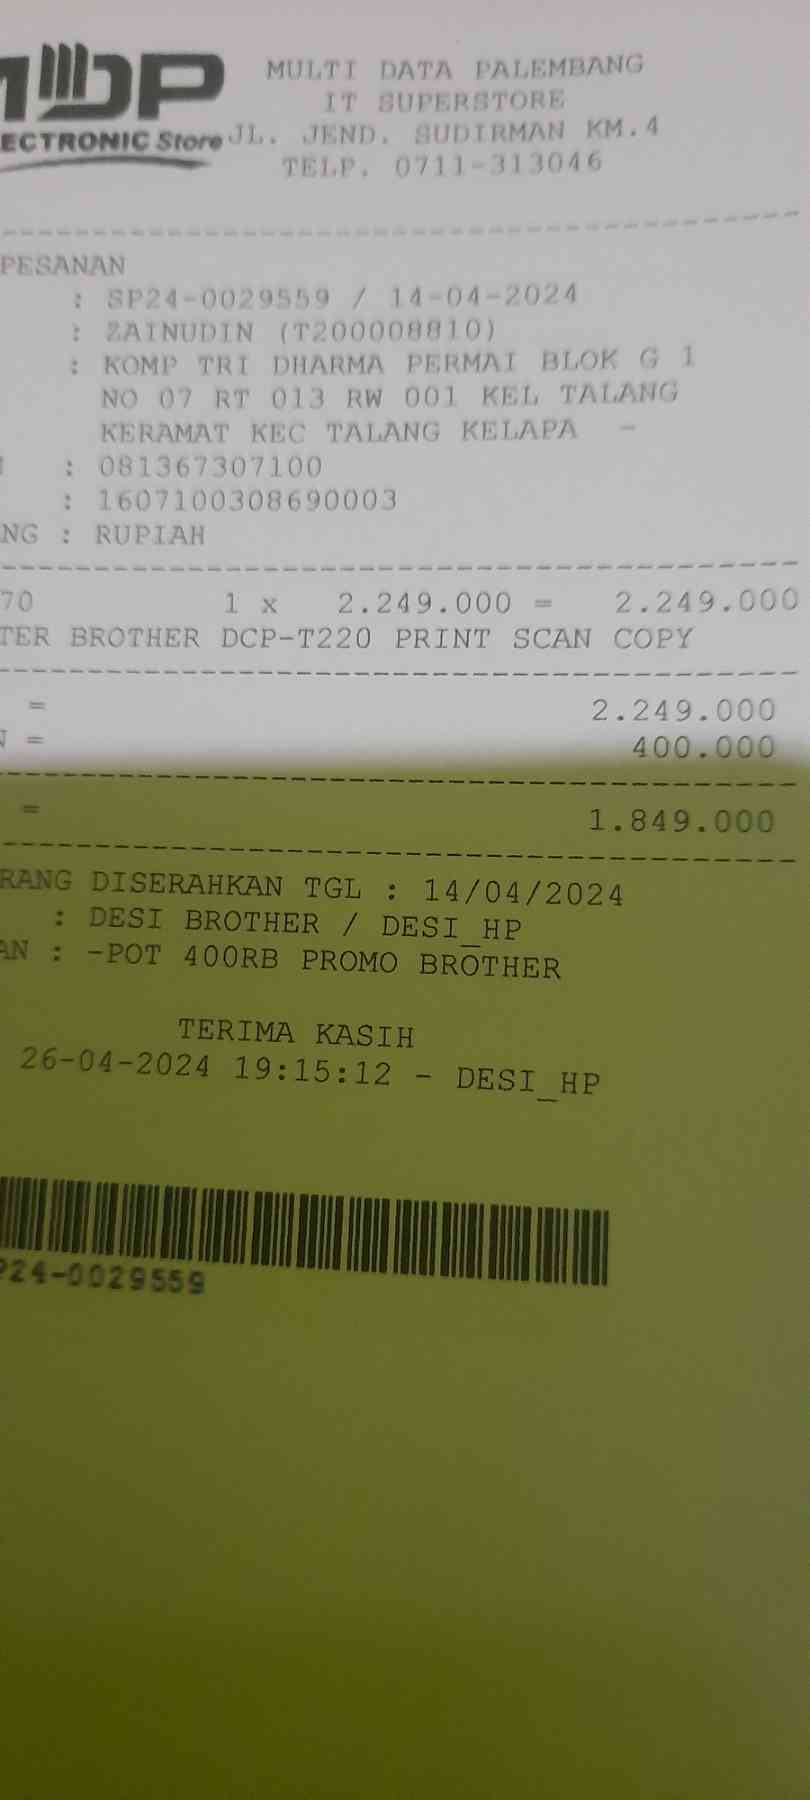 MDP
MULTI DATA PALEMBANG
IT SUPERSTORE
ECTRONIC Store
JL. JEND. SUDIRMAN KM.4
TELP. 0711-313046
PESANAN
: SP24-0029559 / 14-04-2024
: ZAINUDIN (T200008810)
: KOMP TRI DHARMA PERMAI BLOK G 1
NO 07 RT 013 RW 001 KEL TALANG
KERAMAT KEC TALANG KELAPA -
: 081367307100
: 1607100308690003
NG : RUPIAH
70 1 x 2.249.000 = 2.249.000
TER BROTHER DCP-T220 PRINT SCAN COPY
= 2.249.000
N = 400.000
= 1.849.000
RANG DISERAHKAN TGL : 14/04/2024
: DESI BROTHER / DESI_HP
AN : -POT 400RB PROMO BROTHER
TERIMA KASIH
26-04-2024 19:15:12 - DESI_HP
P24-0029559